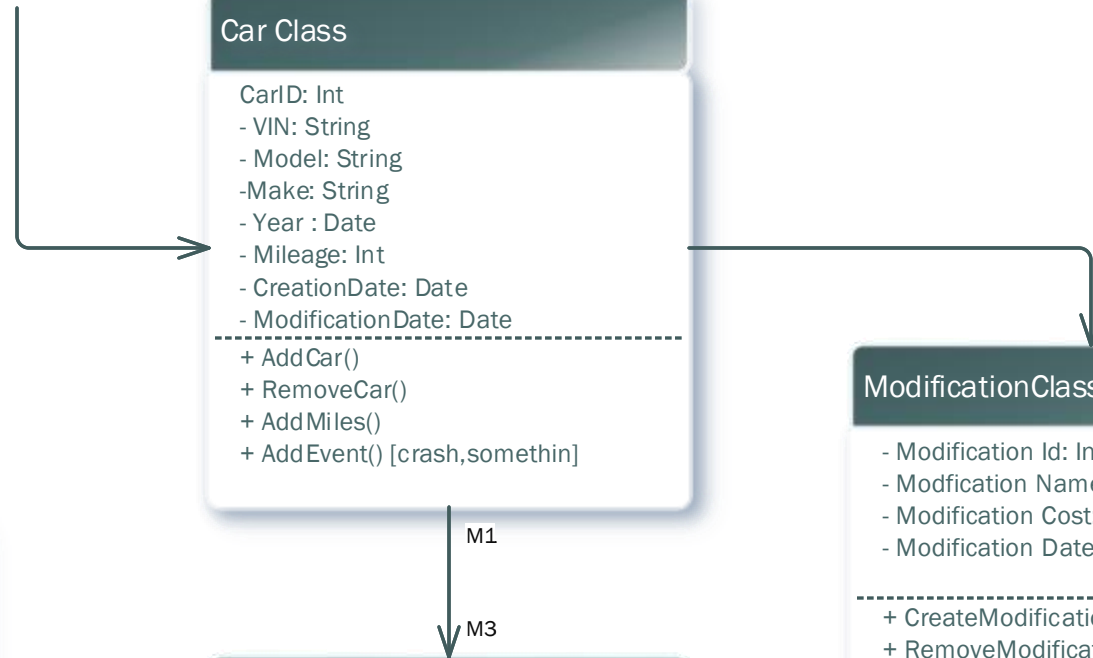 Car Class
CarID: Int
- VIN: String
- Model: String
-Make: String
- Year : Date
- Mileage: Int
- CreationDate: Date
- ModificationDate: Date
+ AddCar()
+ RemoveCar()
+ AddMiles()
+ AddEvent() [crash,somethin]
M1
M3
ModificationClass
- Modification Id: In
- Modfication Name
- Modification Cost
- Modification Date
+ CreateModificatio
+ RemoveModificat